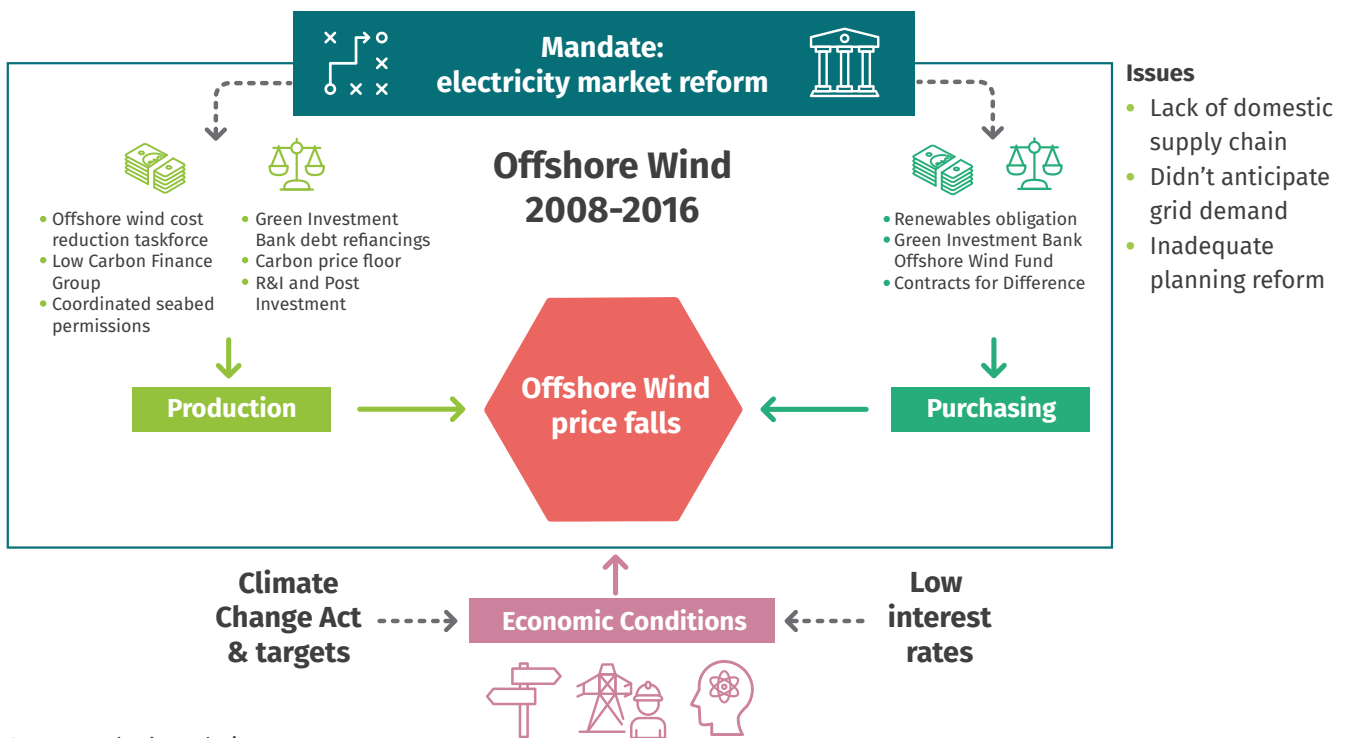 Mandate:
electricity market reform
Offshore Wind
2008-2016
• Offshore wind cost
reduction taskforce
• Low Carbon Finance
Group
• Coordinated seabed
permissions
• Green Investment
Bank debt refiancings
• Carbon price floor
• R&I and Post
Investment
• Renewables obligation
• Green Investment Bank
Offshore Wind Fund
• Contracts for Difference
Production
Offshore Wind
price falls
Purchasing
Climate
Change Act
& targets
Economic Conditions
Low
interest
rates
Issues
• Lack of domestic
supply chain
• Didn’t anticipate
grid demand
• Inadequate
planning reform